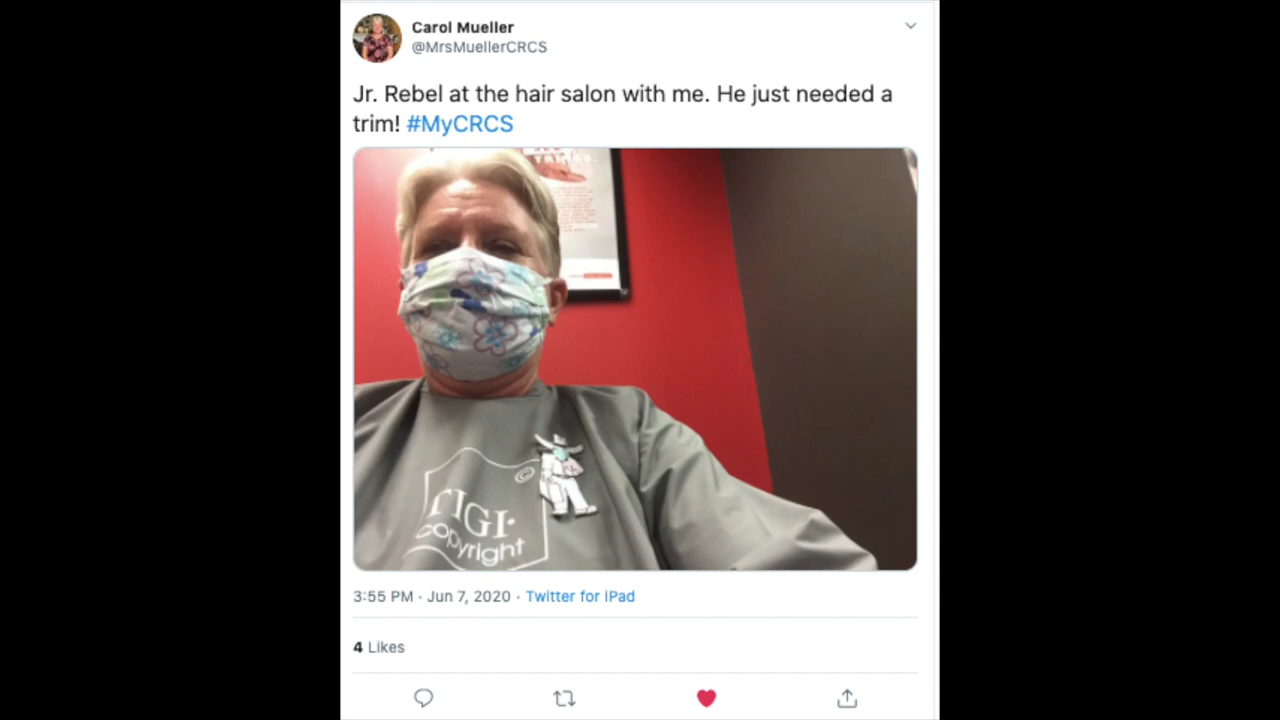 Carol Mueller
@MrsMuellerCRCS
Jr. Rebel at the hair salon with me. He just needed a
trim! #MyCRCS
TIGI
copyright
©
3:55 PM · Jun 7, 2020 · Twitter for iPad
4 Likes